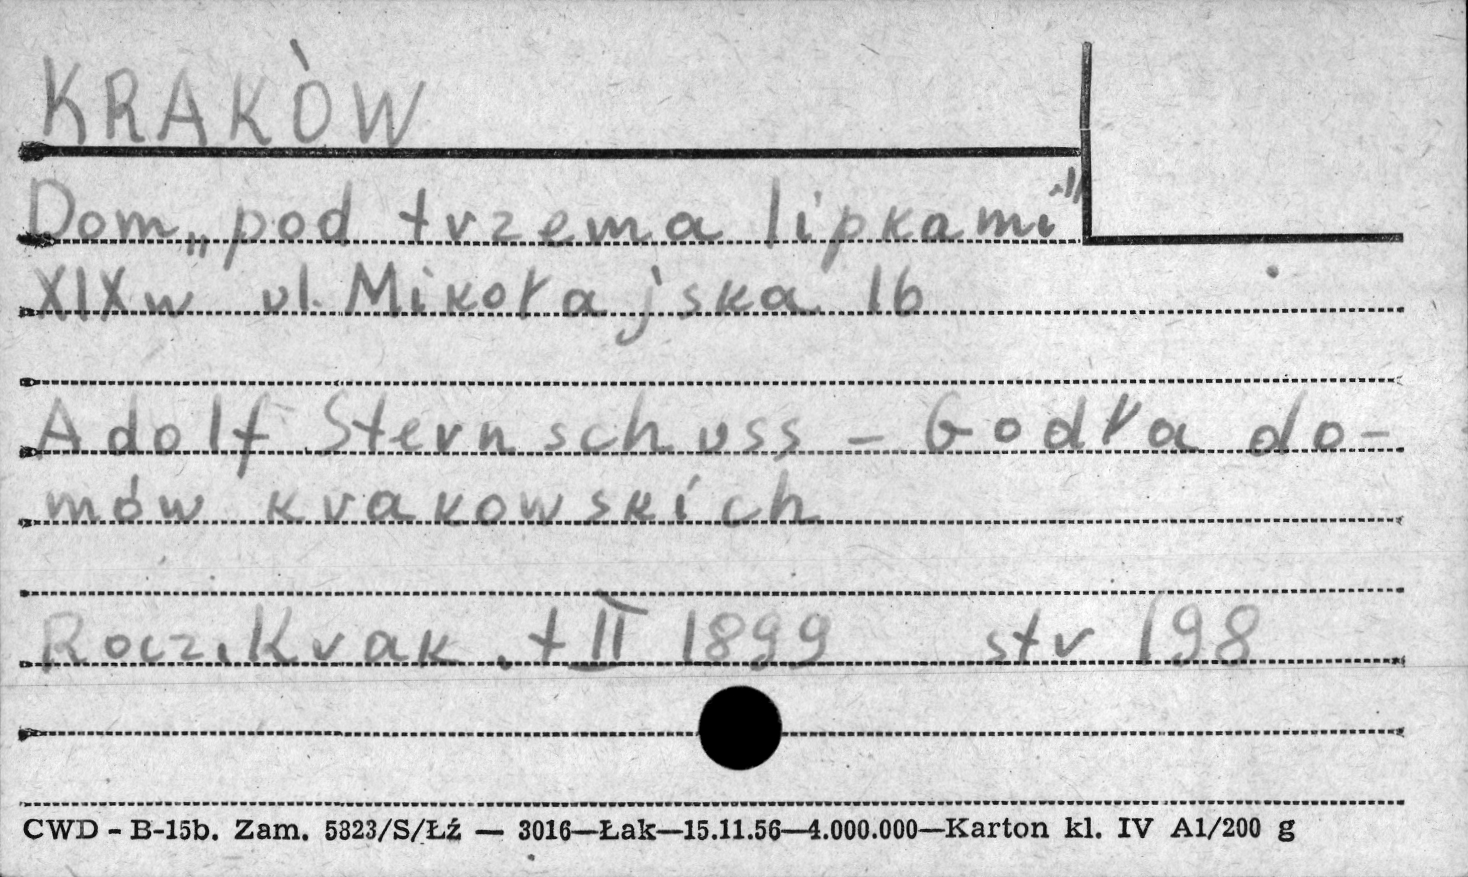 KRAKÒW
Dom „pod trzema lipkami"
XIXw ul. Mikołajska 16
Adolf Sternschuss – Godła do-
mów krakowskich
Rocz. Krak. t II 1899 str 198
CWD - B-15b. Zam. 5823/S/Łź — 3016—Łak—15.11.56—4.000.000—Karton kl. IV A1/200 g